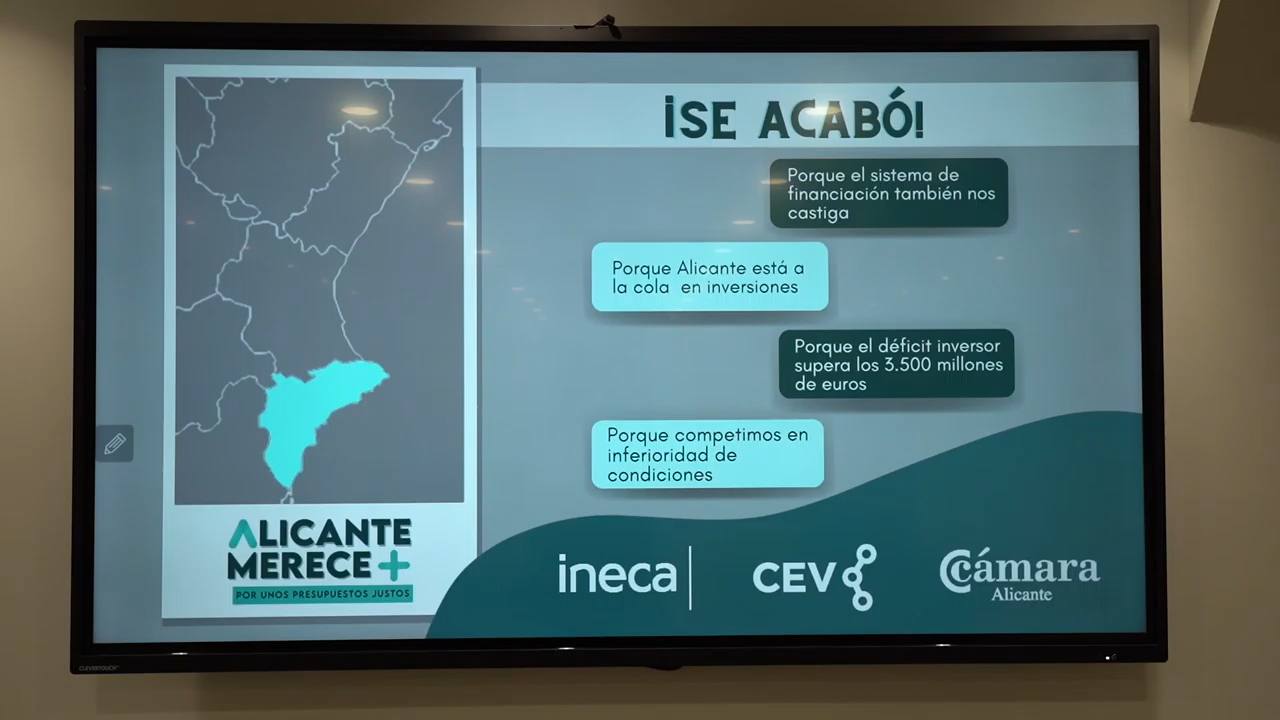 ¡SE ACABÓ!
Porque el sistema de
financiación también nos
castiga
Porque Alicante está a
la cola en inversiones
Porque el déficit inversor
supera los 3.500 millones
de euros
Porque competimos en
inferioridad de
condiciones
ALICANTE
MERECE +
POR UNOS PRESUPUESTOS JUSTOS
ineca
CEV
Cámara
Alicante
CLEVERTOUCH